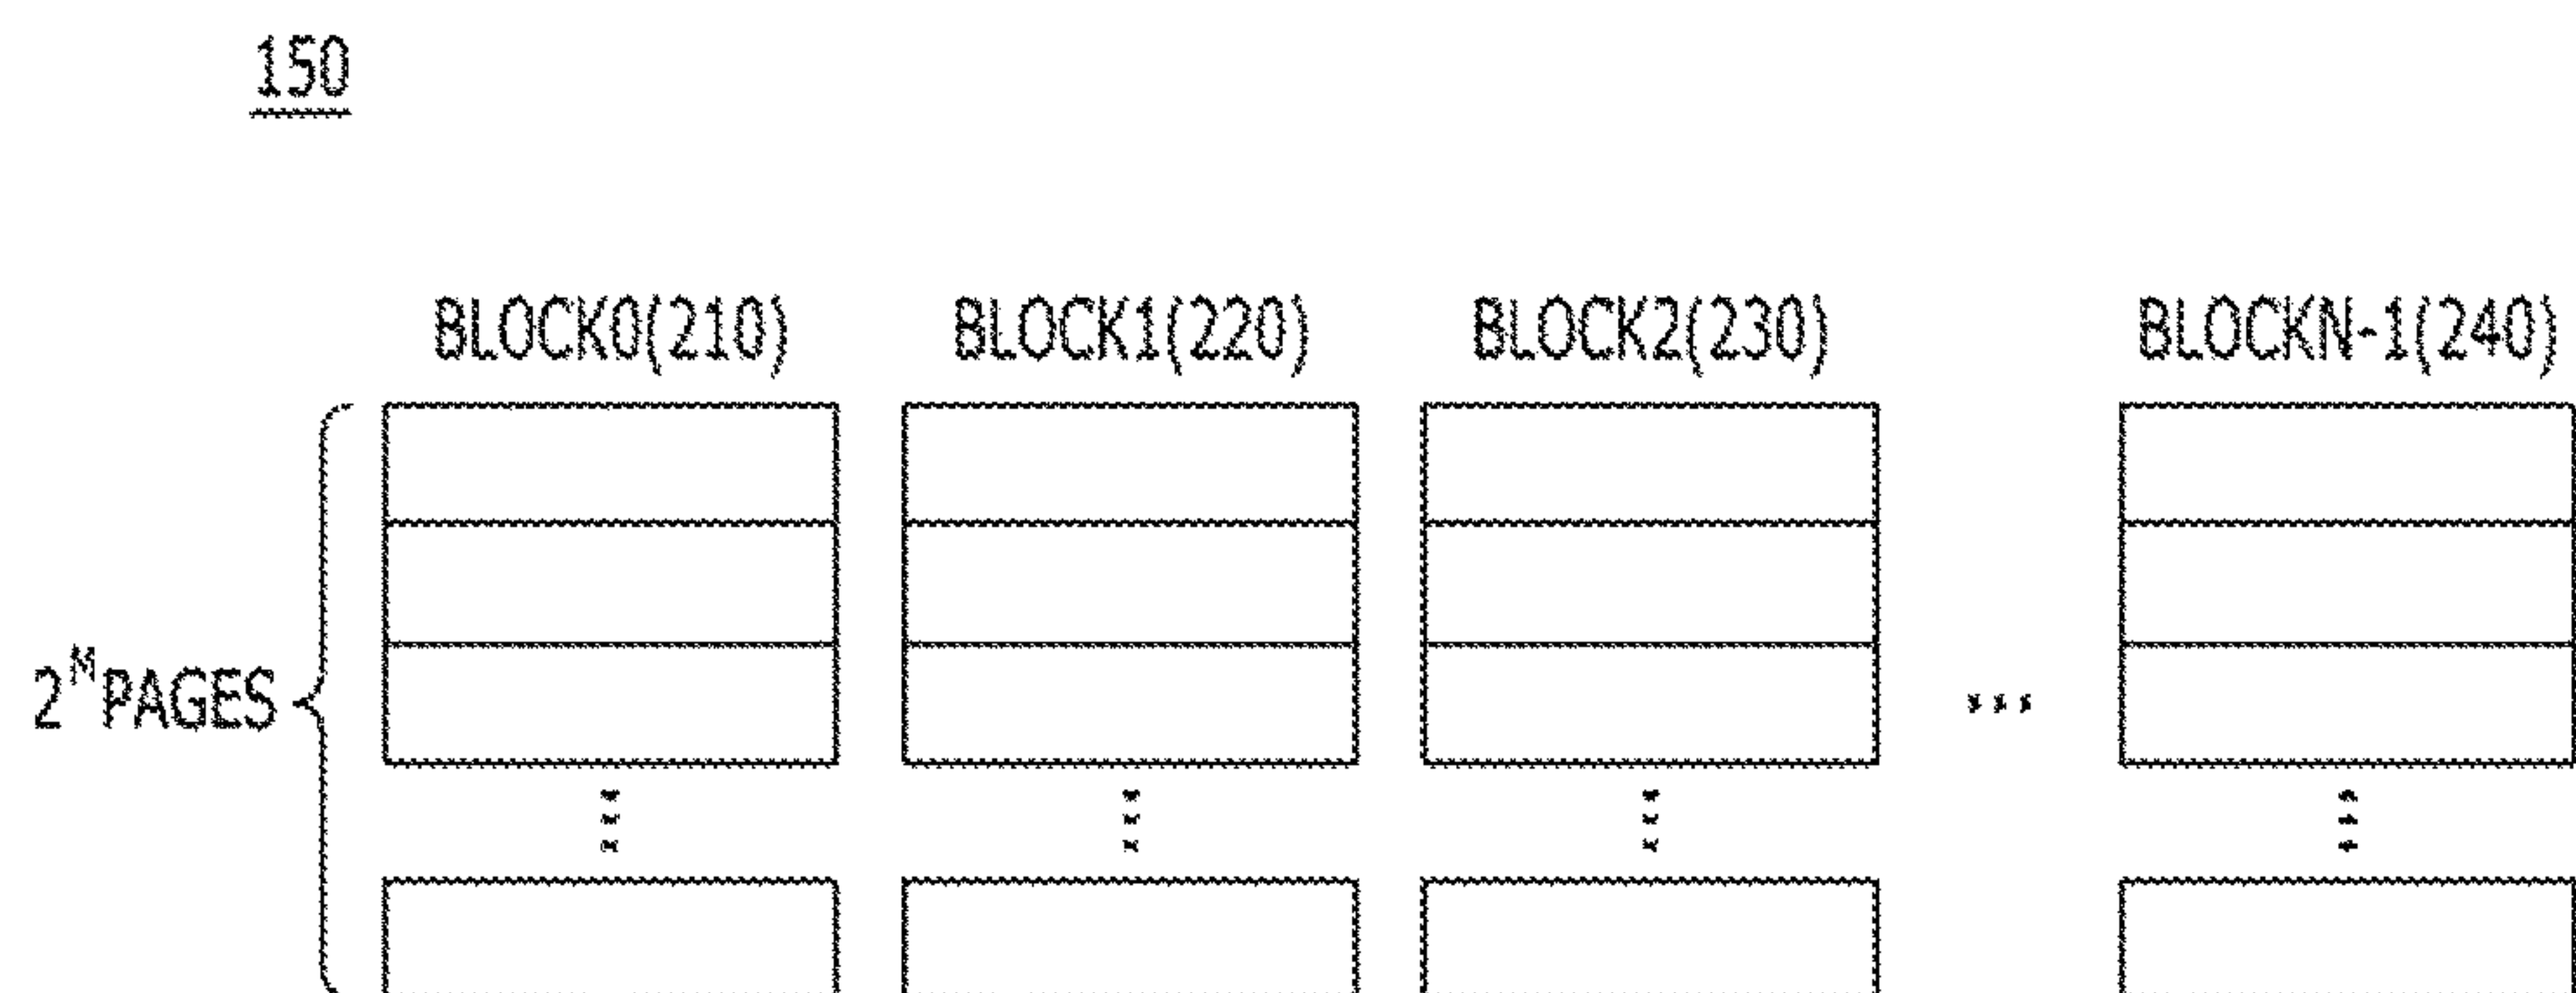 150
BLOCK0(210) BLOCK1(220) BLOCK2(230) BLOCKN-1(240)
2^M PAGES
...